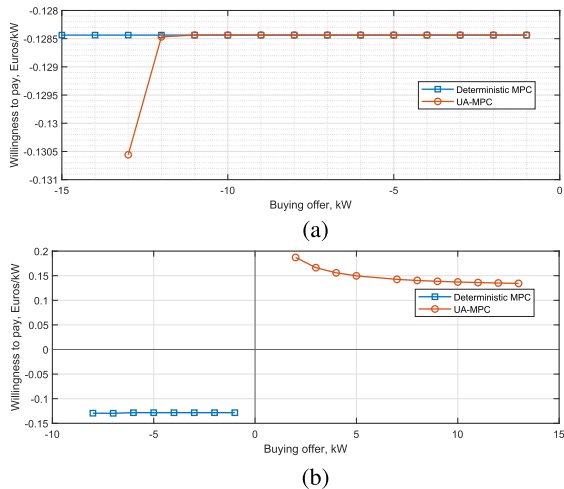 -0.128
-0.1285
-0.129
-0.1295
-0.13
-0.1305
-0.131
Willingness to pay, Euros/kW
Deterministic MPC
UA-MPC
-15 -10 -5 0
Buying offer, kW
(a)
0.2
0.15
0.1
0.05
0
-0.05
-0.1
-0.15
Willingness to pay, Euros/kW
Deterministic MPC
UA-MPC
-10 -5 0 5 10 15
Buying offer, kW
(b)